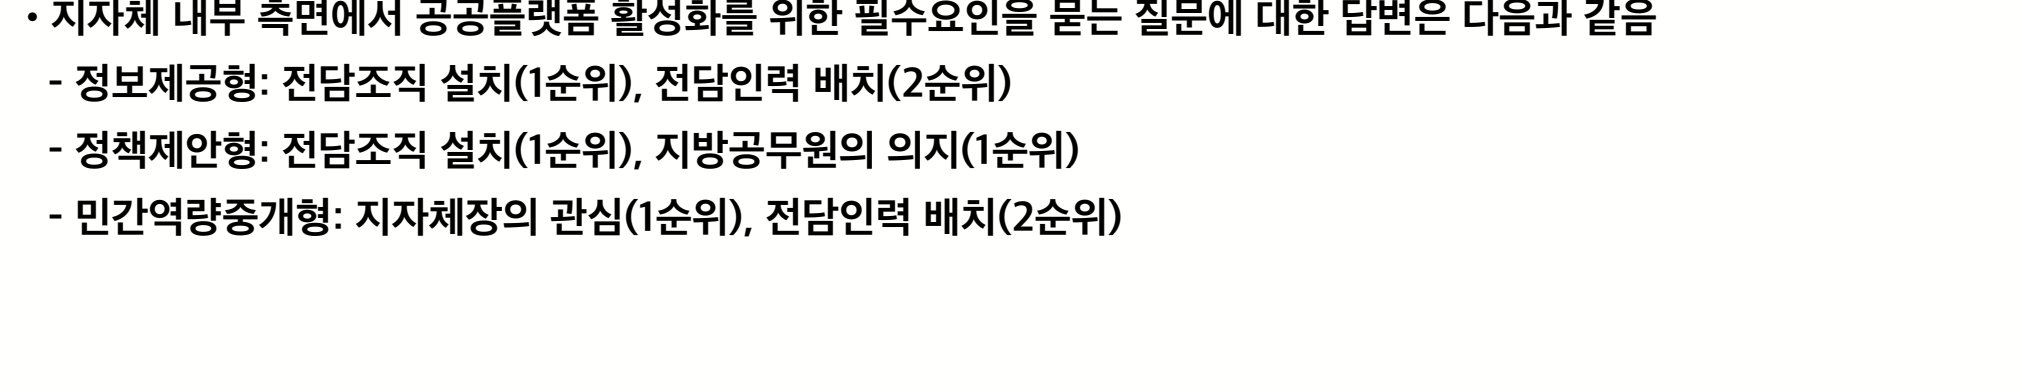 • 지자체 내부 측면에서 공공플랫폼 활성화를 위한 필수요인을 묻는 질문에 대한 답변은 다음과 같음
- 정보제공형: 전담조직 설치(1순위), 전담인력 배치(2순위)
- 정책제안형: 전담조직 설치(1순위), 지방공무원의 의지(1순위)
- 민간역량중개형: 지자체장의 관심(1순위), 전담인력 배치(2순위)